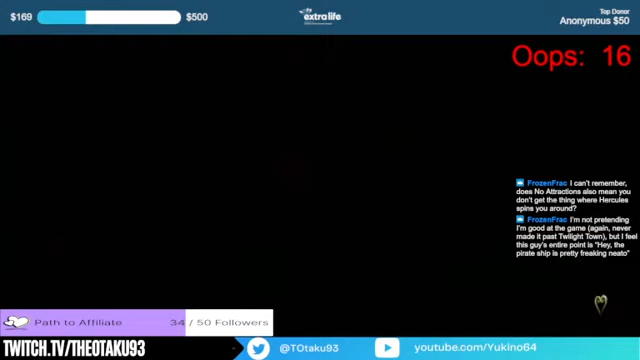 $169
$500
extralife
Top Donor
Anonymous $50
Oops: 16
FrozenFrac I can't remember,
does No Attractions also mean you
don't get the thing where Hercules
spins you around?
FrozenFrac I'm not pretending
I'm good at the game (again, never
made it past Twilight Town), but I feel
this guy's entire point is "Hey, the
pirate ship is pretty freaking neato"
Path to Affiliate
34 / 50 Followers
TWITCH.TV/THEOTAKU93
@TOtaku93
youtube.com/Yukino64